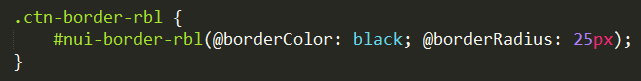 .ctn-border-rbl {
    #nui-border-rbl(@borderColor: black; @borderRadius: 25px);
}